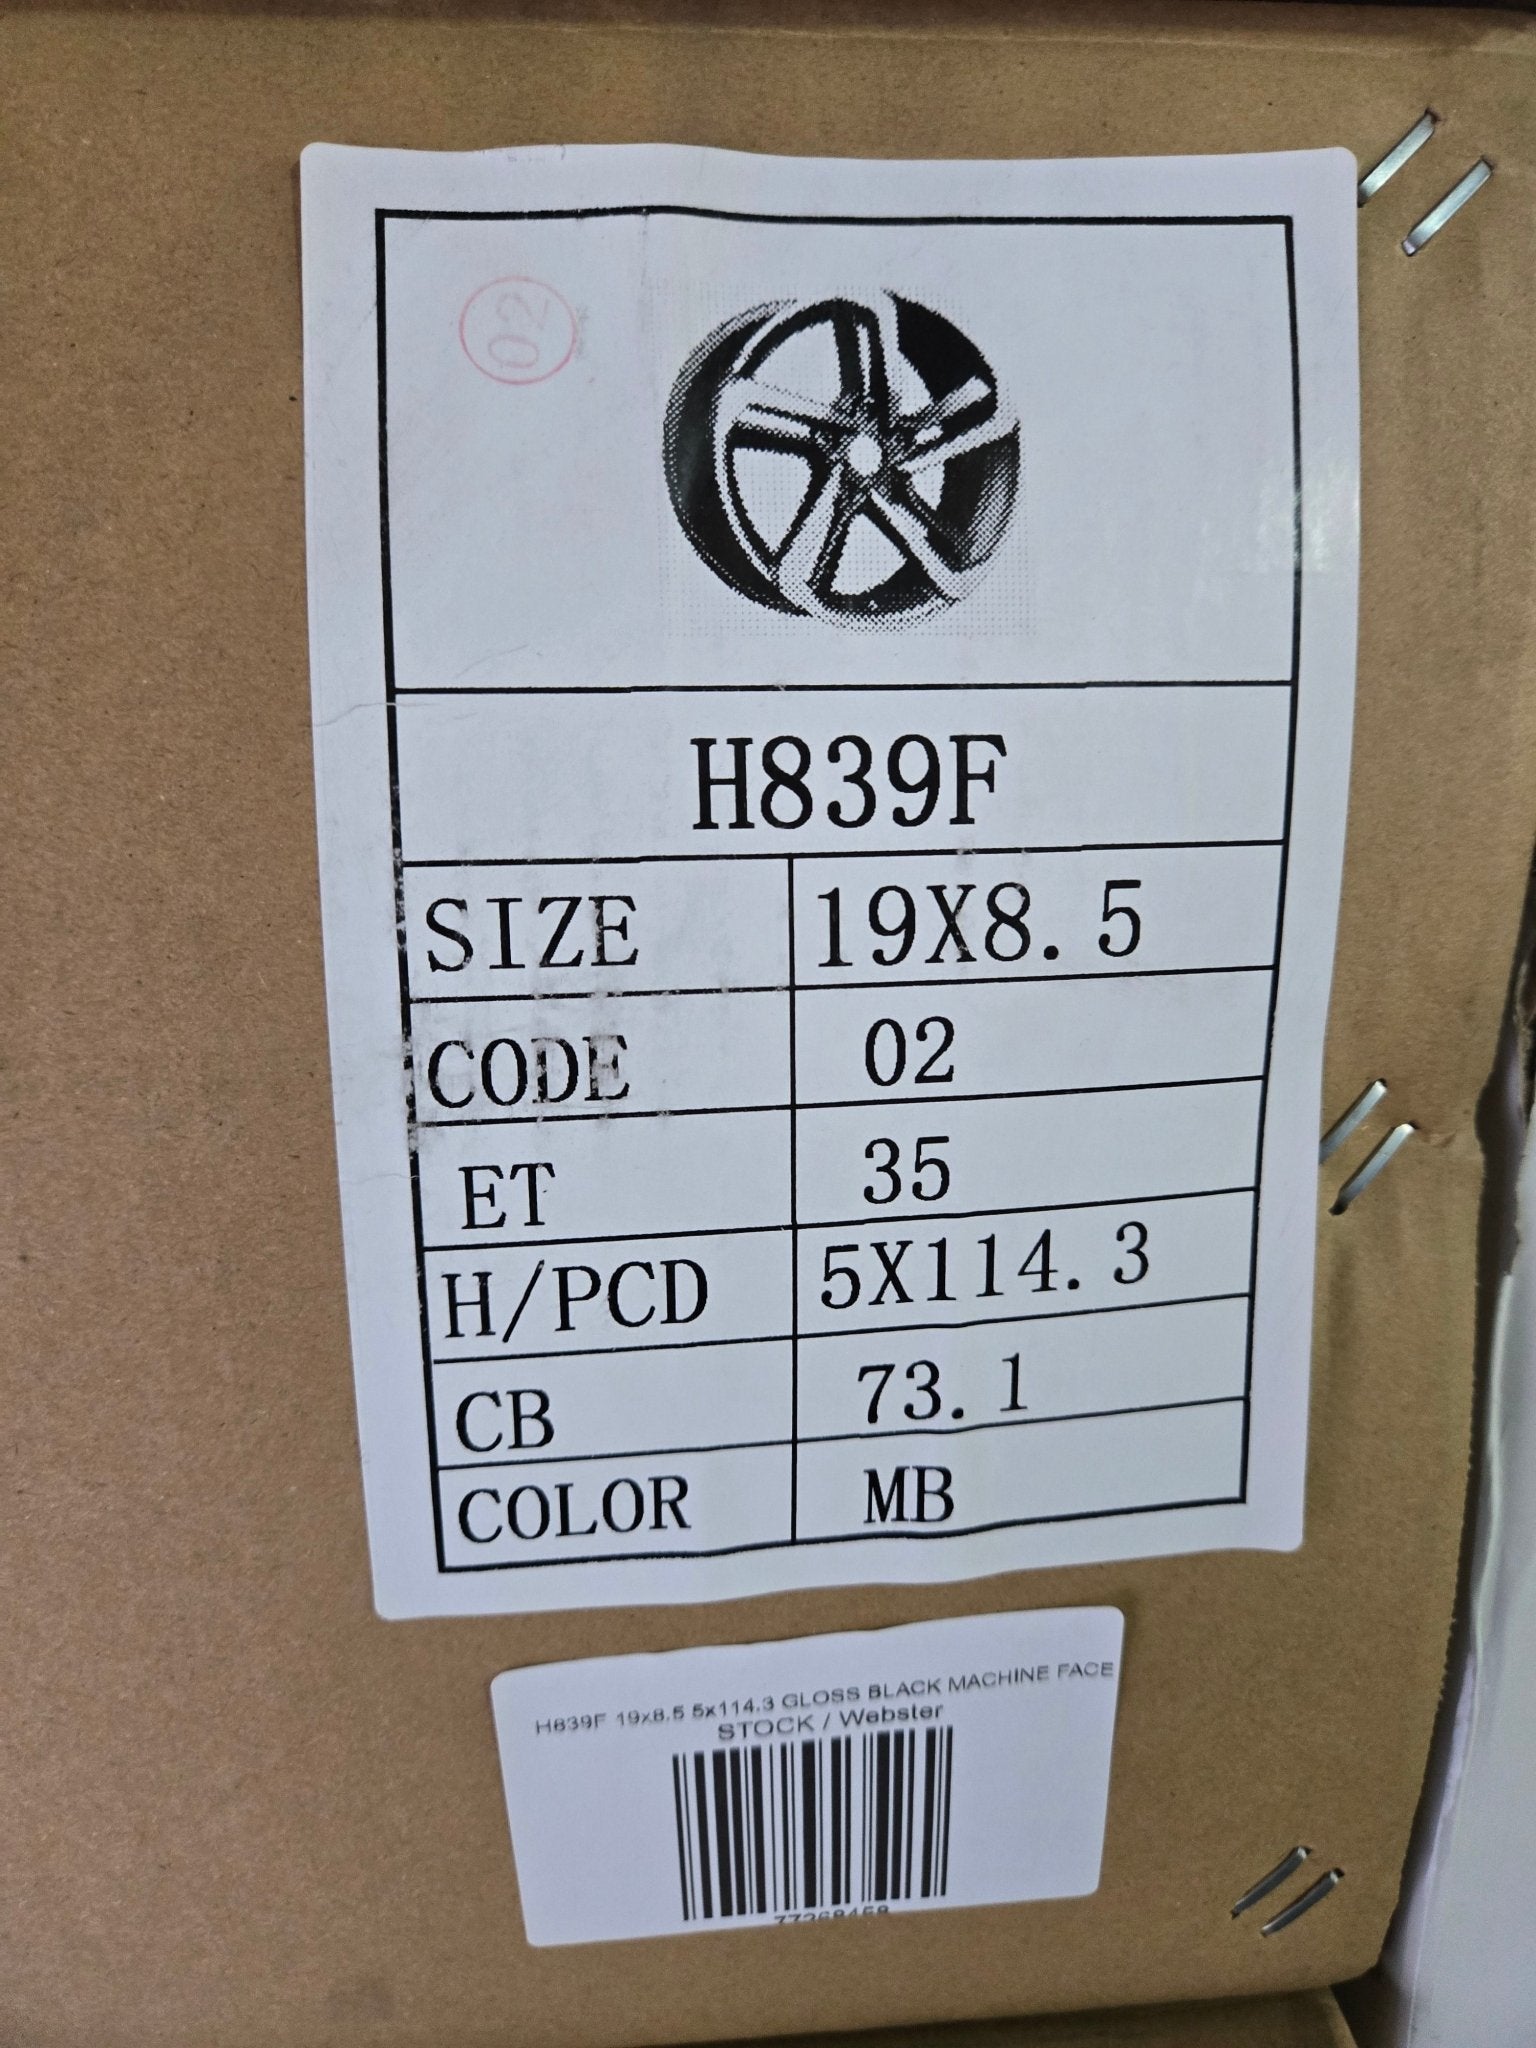 02
H839F
SIZE 19X8.5
CODE 02
ET 35
H/PCD 5X114.3
CB 73.1
COLOR MB
H839F 19x8.5 5x114.3 GLOSS BLACK MACHINE FACE
STOCK / Webster
77268458